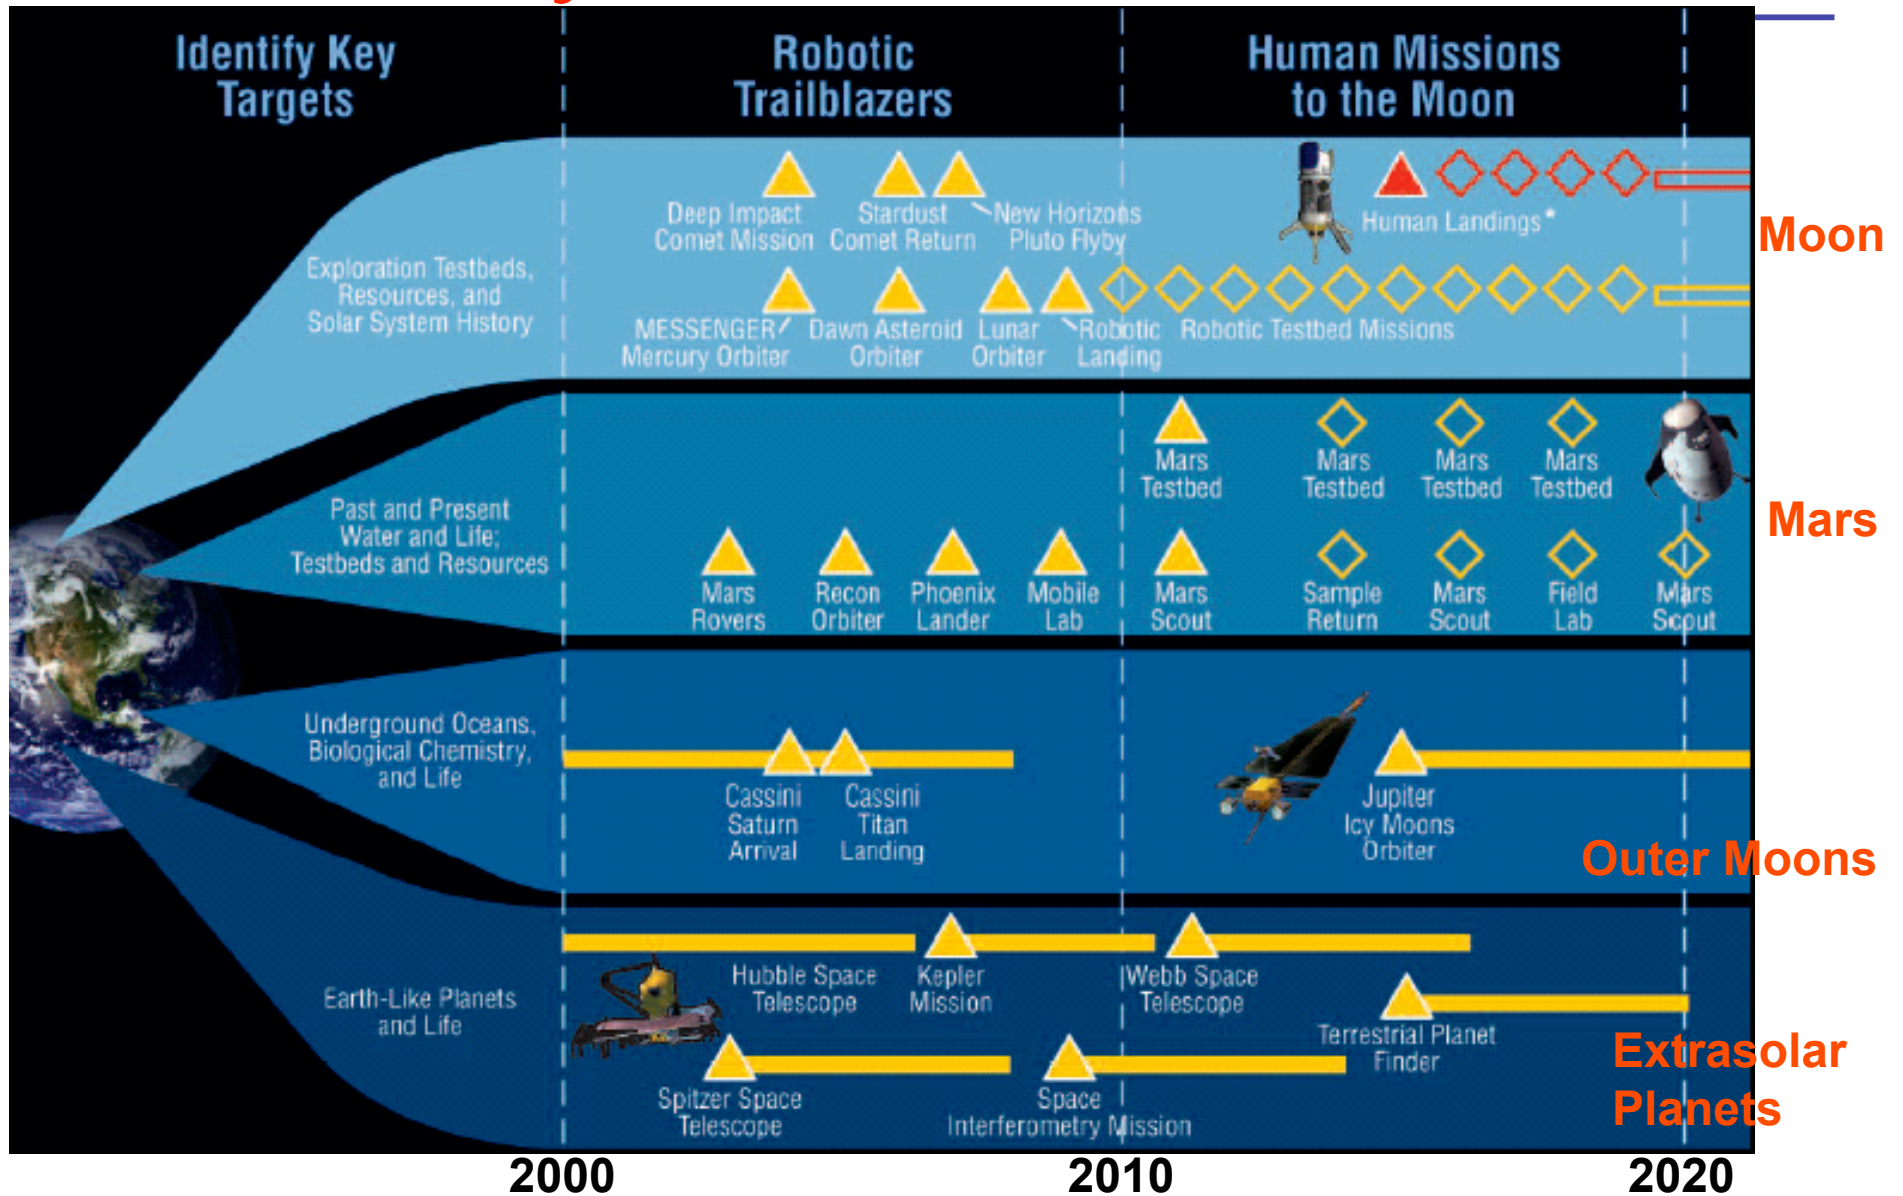 Identify Key
Targets
Robotic
Trailblazers
Human Missions
to the Moon
Exploration Testbeds,
Resources, and
Solar System History
Deep Impact
Comet Mission
Stardust
Comet Return
New Horizons
Pluto Flyby
Human Landings*
MESSENGER
Mercury Orbiter
Dawn Asteroid
Orbiter
Lunar
Orbiter
Robotic
Landing
Robotic Testbed Missions
Moon
Past and Present
Water and Life;
Testbeds and Resources
Mars
Testbed
Mars
Testbed
Mars
Testbed
Mars
Testbed
Mars
Rovers
Recon
Orbiter
Phoenix
Lander
Mobile
Lab
Mars
Scout
Sample
Return
Mars
Scout
Field
Lab
Mars
Scout
Mars
Underground Oceans,
Biological Chemistry,
and Life
Cassini
Saturn
Arrival
Cassini
Titan
Landing
Jupiter
Icy Moons
Orbiter
Outer Moons
Earth-Like Planets
and Life
Hubble Space
Telescope
Kepler
Mission
Webb Space
Telescope
Terrestrial Planet
Finder
Spitzer Space
Telescope
Space
Interferometry Mission
Extrasolar
Planets
2000
2010
2020